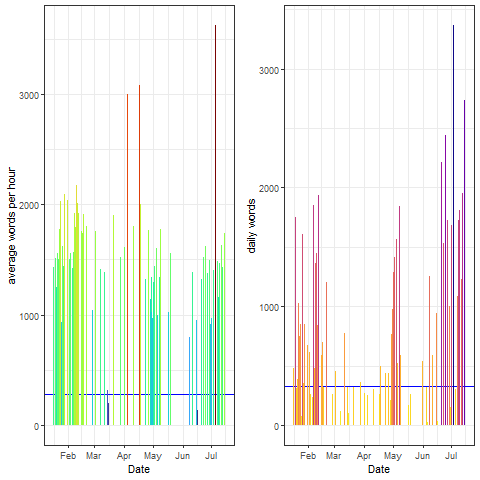 average words per hour
3000
2000
1000
0
Feb Mar Apr May Jun Jul
Date
daily words
3000
2000
1000
0
Feb Mar Apr May Jun Jul
Date